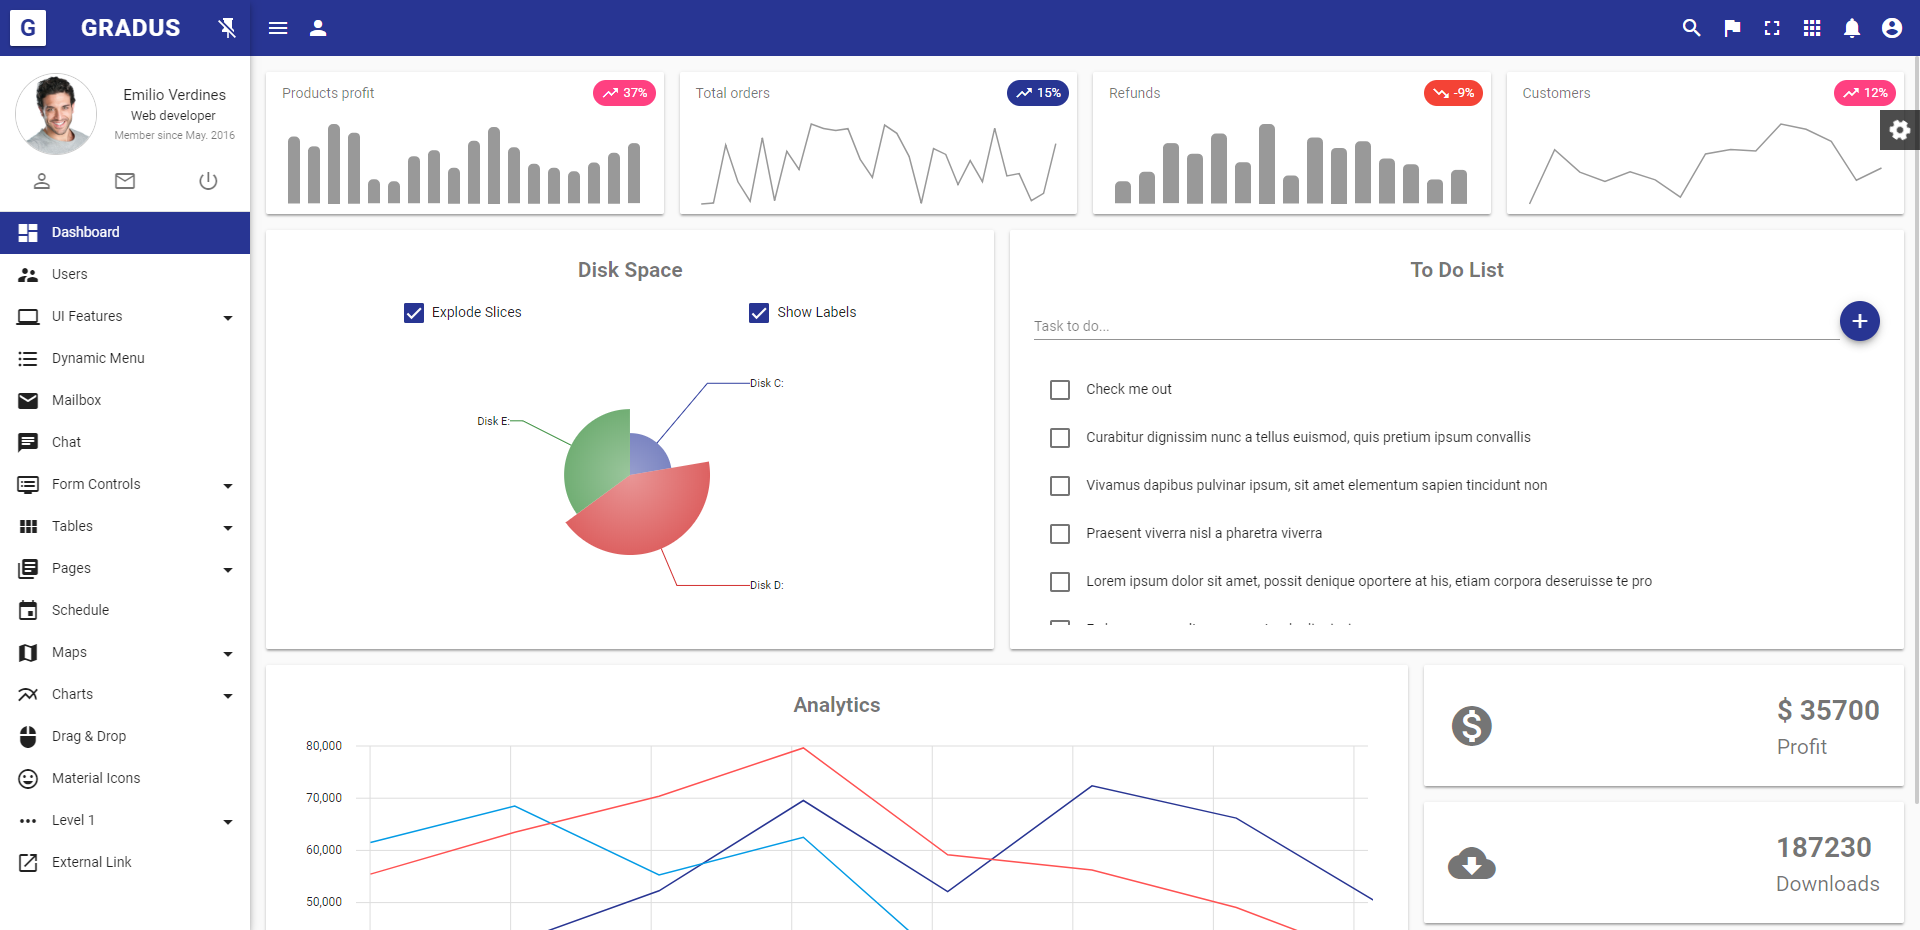 G
GRADUS
Emilio Verdines
Web developer
Member since May. 2016
Dashboard
Users
UI Features
Dynamic Menu
Mailbox
Chat
Form Controls
Tables
Pages
Schedule
Maps
Charts
Drag & Drop
Material Icons
Level 1
External Link
Products profit
37%
Total orders
15%
Refunds
-9%
Customers
12%
Disk Space
Explode Slices
Show Labels
Disk C:
Disk E:
Disk D:
To Do List
Task to do...
Check me out
Curabitur dignissim nunc a tellus euismod, quis pretium ipsum convallis
Vivamus dapibus pulvinar ipsum, sit amet elementum sapien tincidunt non
Praesent viverra nisl a pharetra viverra
Lorem ipsum dolor sit amet, possit denique oportere at his, etiam corpora deseruisse te pro
Analytics
80,000
70,000
60,000
50,000
$ 35700
Profit
187230
Downloads